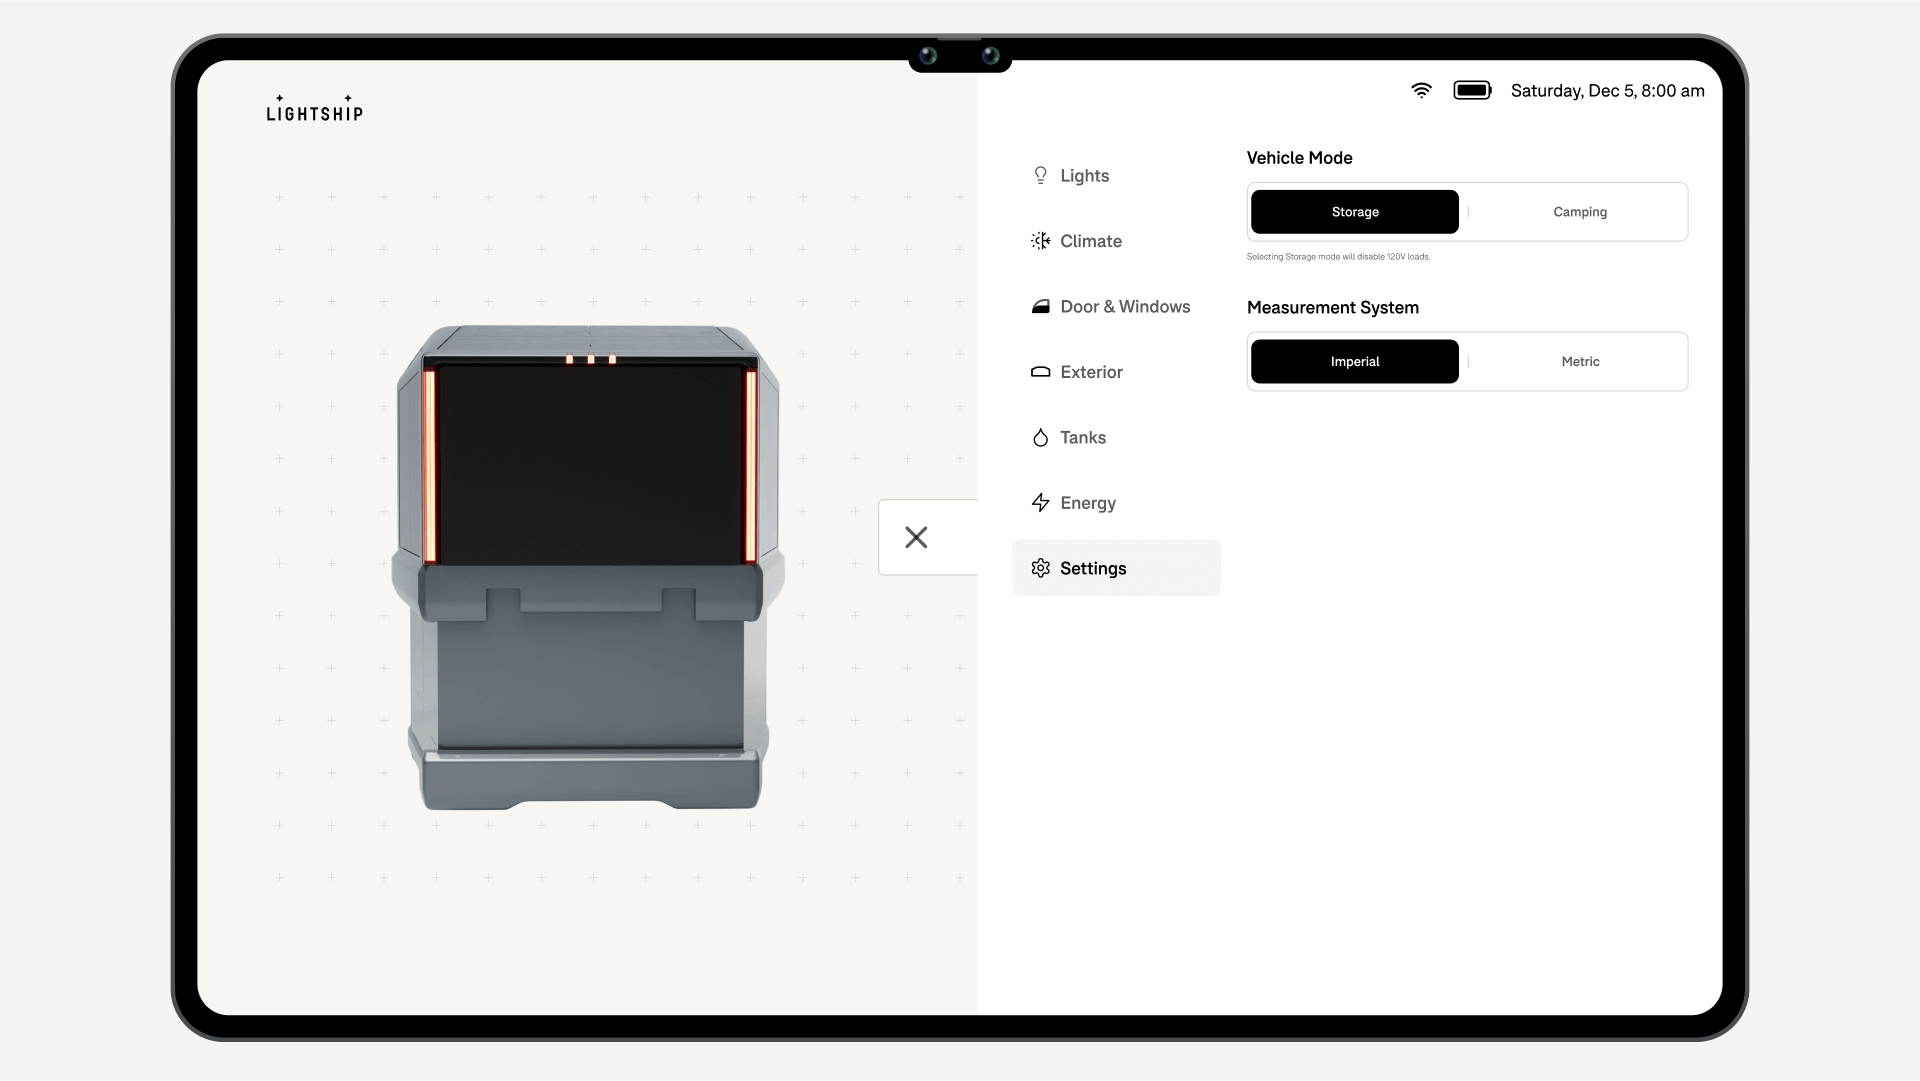 LIGHTSHIP
Saturday, Dec 5, 8:00 am
Lights
Climate
Door & Windows
Exterior
Tanks
Energy
Settings
Vehicle Mode
Storage
Camping
Selecting Storage mode will disable 120V loads.
Measurement System
Imperial
Metric